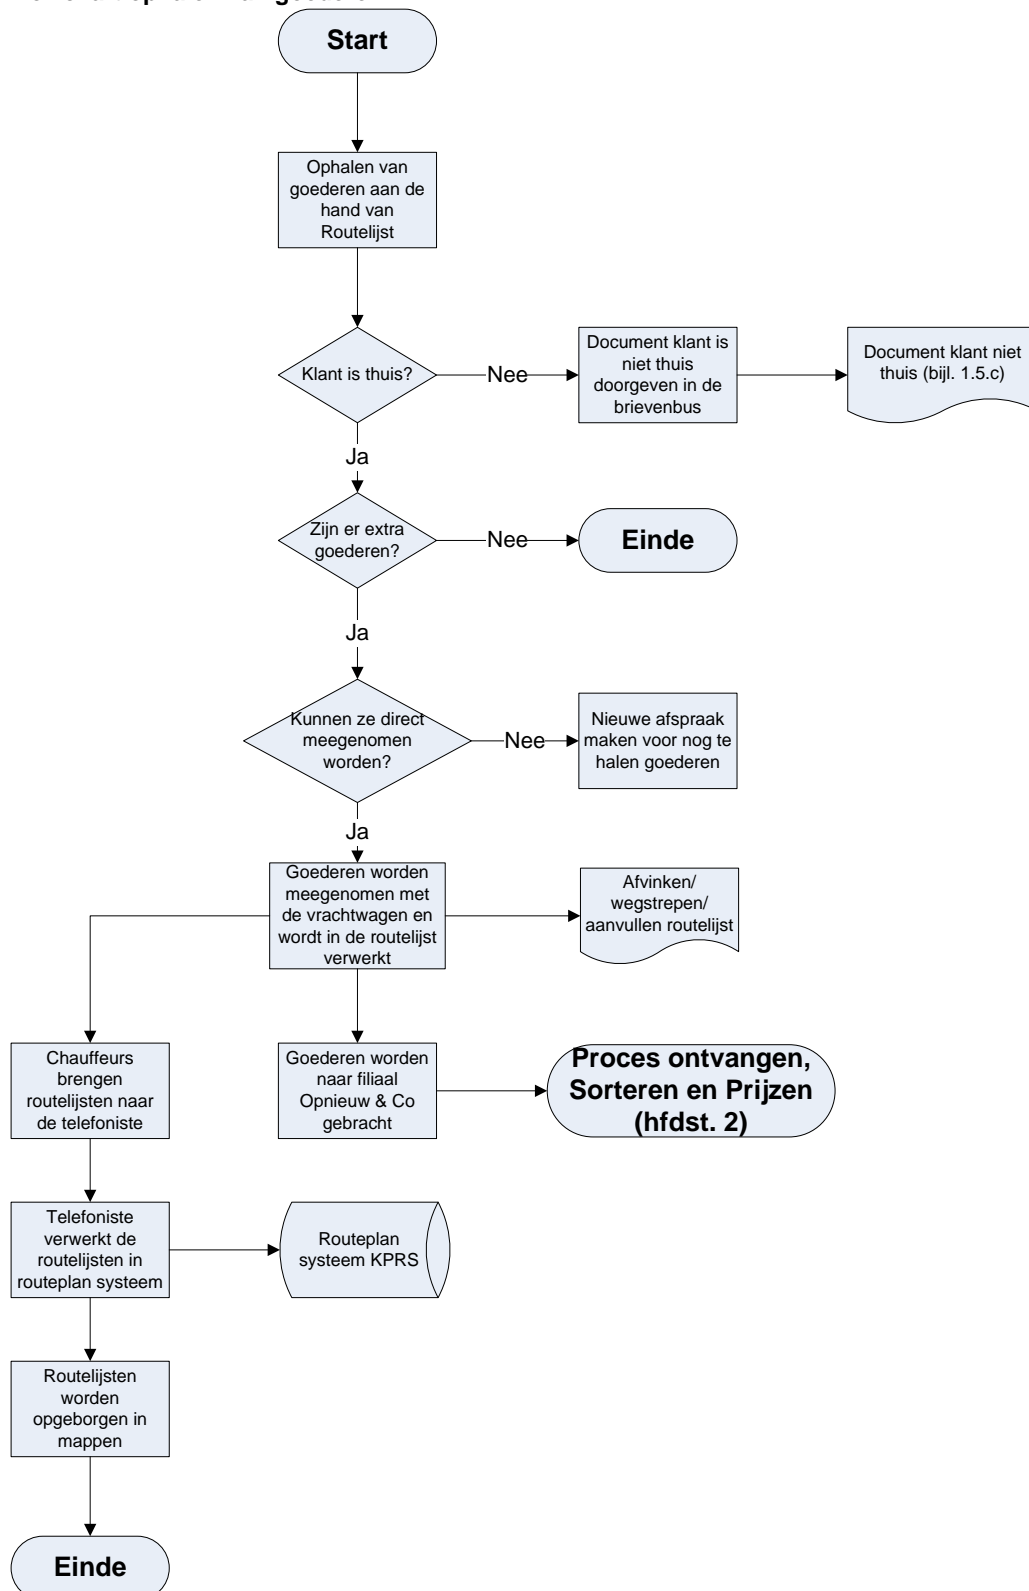 Start
Ophalen van
goederen aan de
hand van
Routelijst
Klant is thuis?
Nee
Document klant is
niet thuis
doorgeven in de
brievenbus
Document klant niet
thuis (bijl. 1.5.c)
Ja
Zijn er extra
goederen?
Nee
Einde
Ja
Kunnen ze direct
meegenomen
worden?
Nee
Nieuwe afspraak
maken voor nog te
halen goederen
Ja
Goederen worden
meegenomen met
de vrachtwagen en
wordt in de routelijst
verwerkt
Afvinken/
wegstrepen/
aanvullen routelijst
Chauffeurs
brengen
routelijsten naar
de telefoniste
Goederen worden
naar filiaal
Opnieuw & Co
gebracht
Proces ontvangen,
Sorteren en Prijzen
(hfdst. 2)
Telefoniste
verwerkt de
routelijsten in
routeplan systeem
Routeplan
systeem KPRS
Routelijsten
worden
opgeborgen in
mappen
Einde